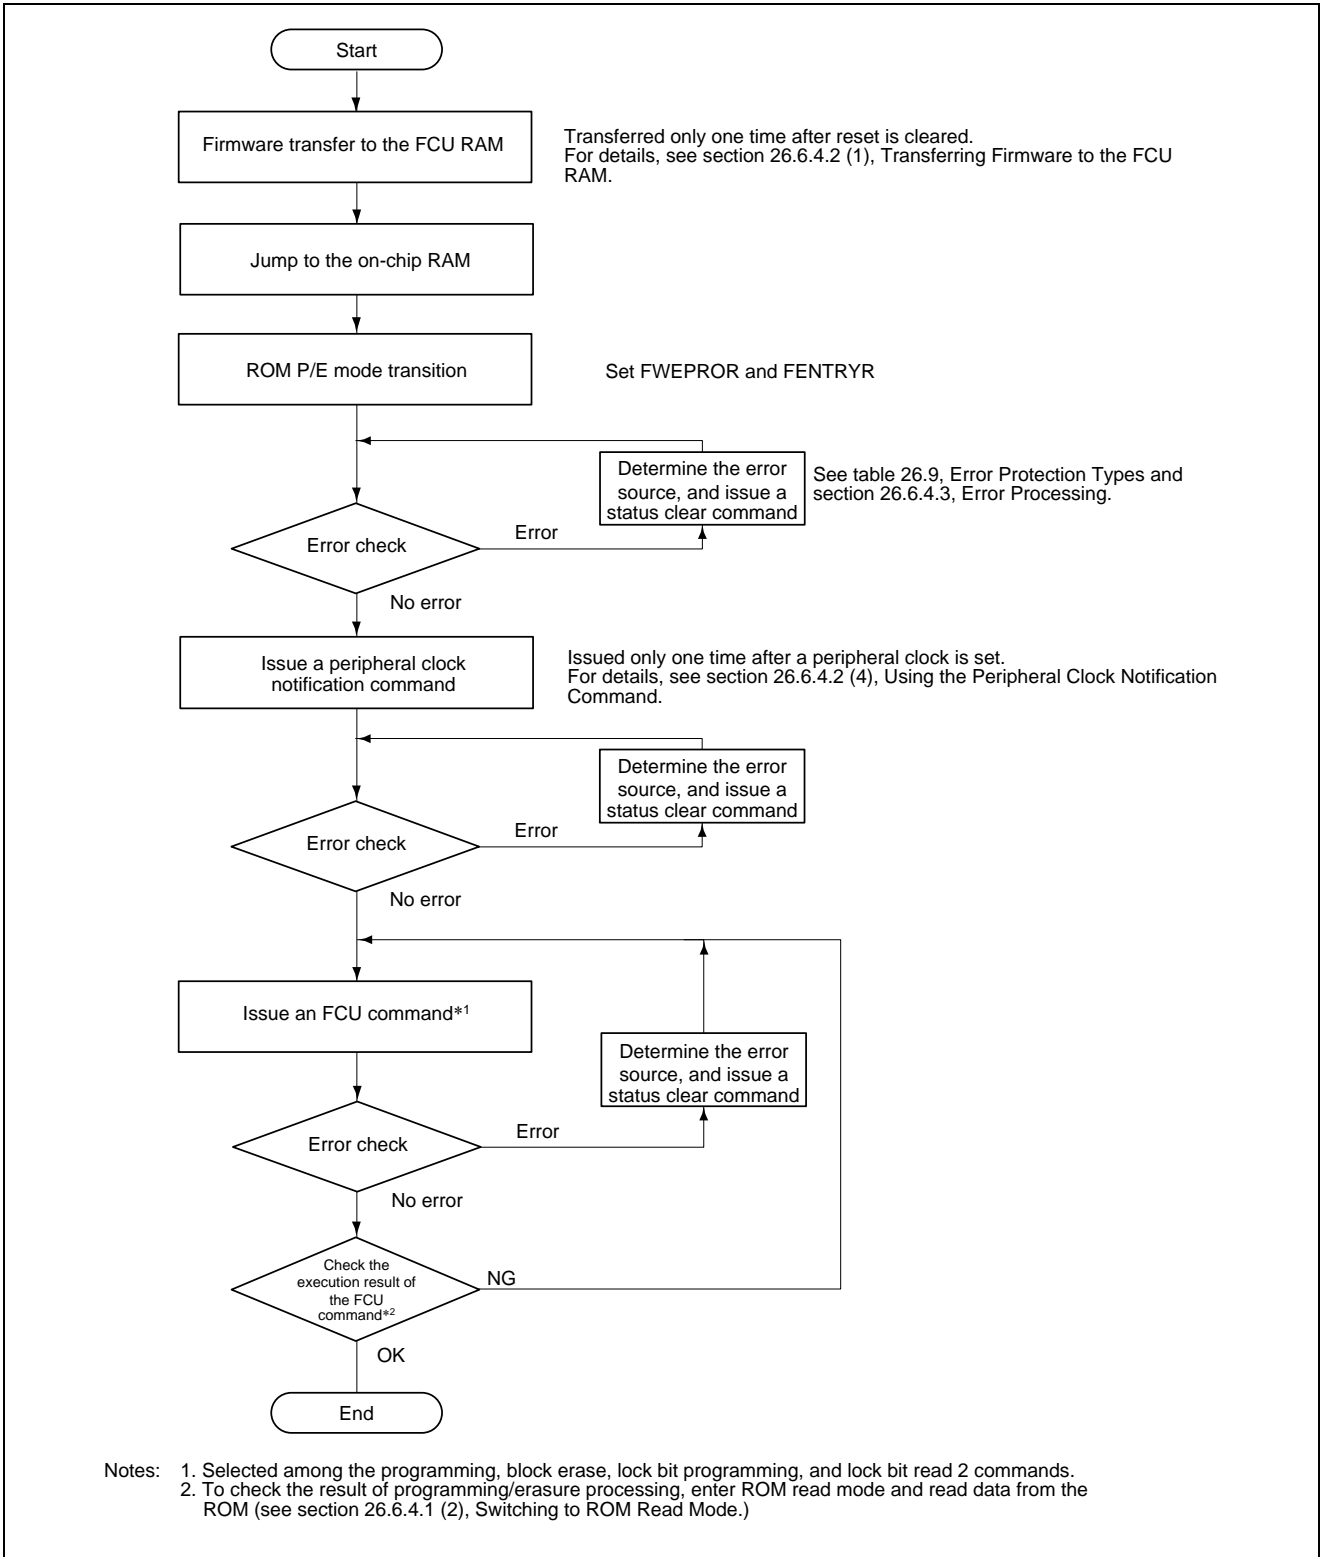 Start
Firmware transfer to the FCU RAM
Transferred only one time after reset is cleared.
For details, see section 26.6.4.2 (1), Transferring Firmware to the FCU
RAM.
Jump to the on-chip RAM
ROM P/E mode transition
Set FWEPROR and FENTRYR
Determine the error
source, and issue a
status clear command
See table 26.9, Error Protection Types and
section 26.6.4.3, Error Processing.
Error check
Error
No error
Issue a peripheral clock
notification command
Issued only one time after a peripheral clock is set.
For details, see section 26.6.4.2 (4), Using the Peripheral Clock Notification
Command.
Determine the error
source, and issue a
status clear command
Error check
Error
No error
Issue an FCU command*1
Determine the error
source, and issue a
status clear command
Error check
Error
No error
Check the
execution result of
the FCU
command*2
NG
OK
End
Notes: 1. Selected among the programming, block erase, lock bit programming, and lock bit read 2 commands.
2. To check the result of programming/erasure processing, enter ROM read mode and read data from the
ROM (see section 26.6.4.1 (2), Switching to ROM Read Mode.)